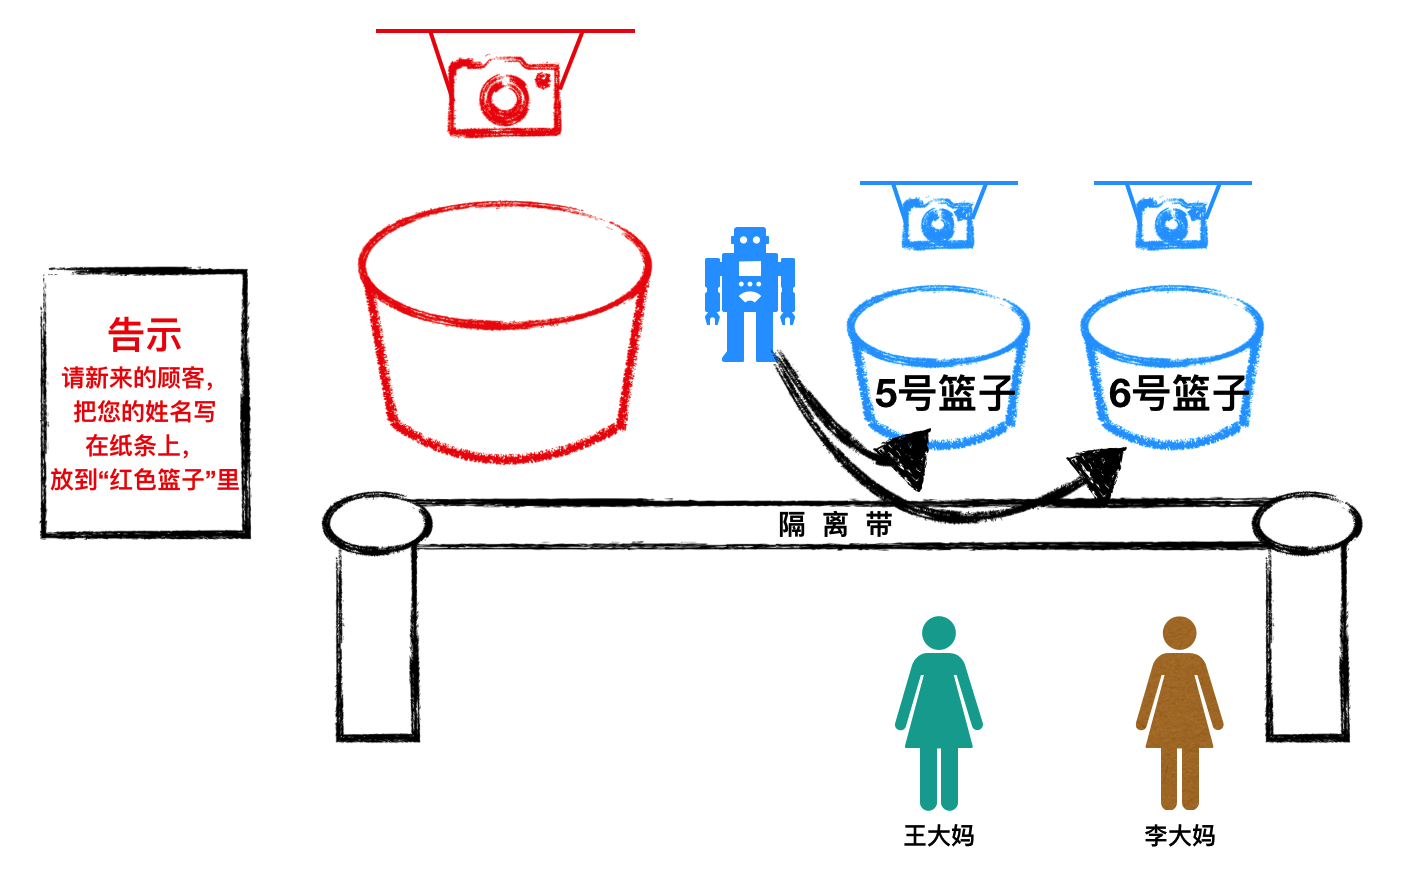 告示
请新来的顾客，
把您的姓名写
在纸条上，
放到“红色篮子”里
5号篮子
6号篮子
隔 离 带
王大妈
李大妈